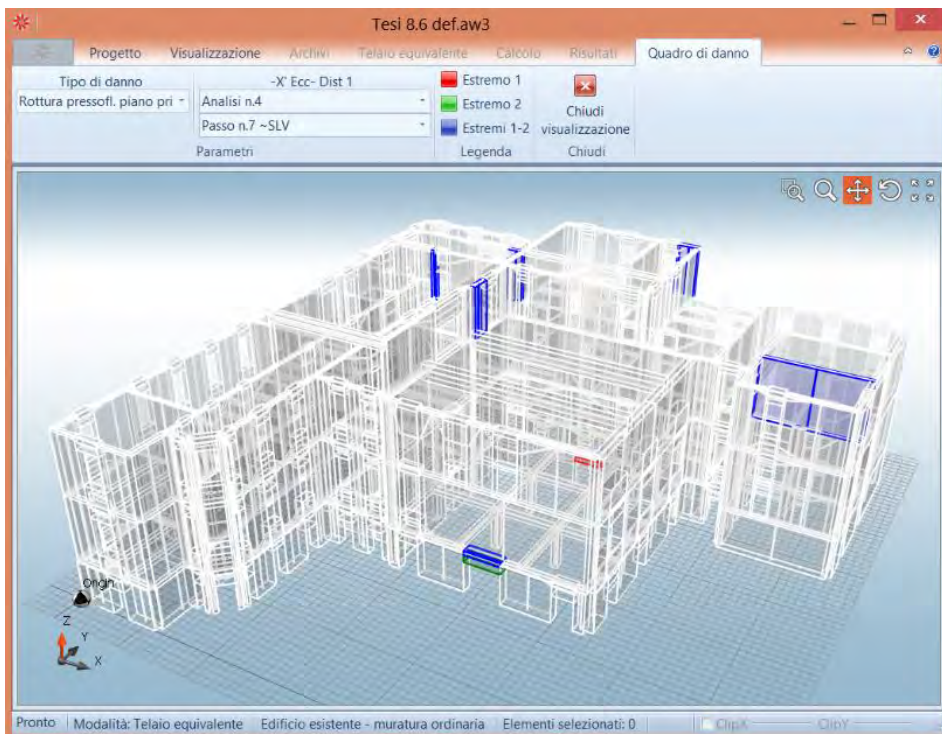 Tesi 8.6 def.aw3
Progetto Visualizzazione Archivi Telaio equivalente Calcolo Risultati Quadro di danno
Tipo di danno
Rottura pressofl. piano pri
-X' Ecc- Dist 1
Analisi n.4
Passo n.7 ~SLV
Parametri
Estremo 1
Estremo 2
Estremi 1-2
Legenda
Chiudi
visualizzazione
Chiudi
Origin
Z
Y
X
Pronto Modalità: Telaio equivalente Edificio esistente - muratura ordinaria Elementi selezionati: 0 ClipX ClipY